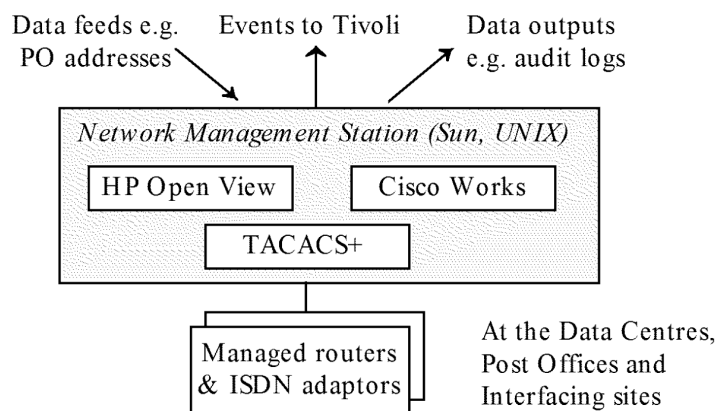 Data feeds e.g.
PO addresses
Events to Tivoli
Data outputs
e.g. audit logs
Network Management Station (Sun, UNIX)
HP Open View
Cisco Works
TACACS+
Managed routers
& ISDN adaptors
At the Data Centres,
Post Offices and
Interfacing sites